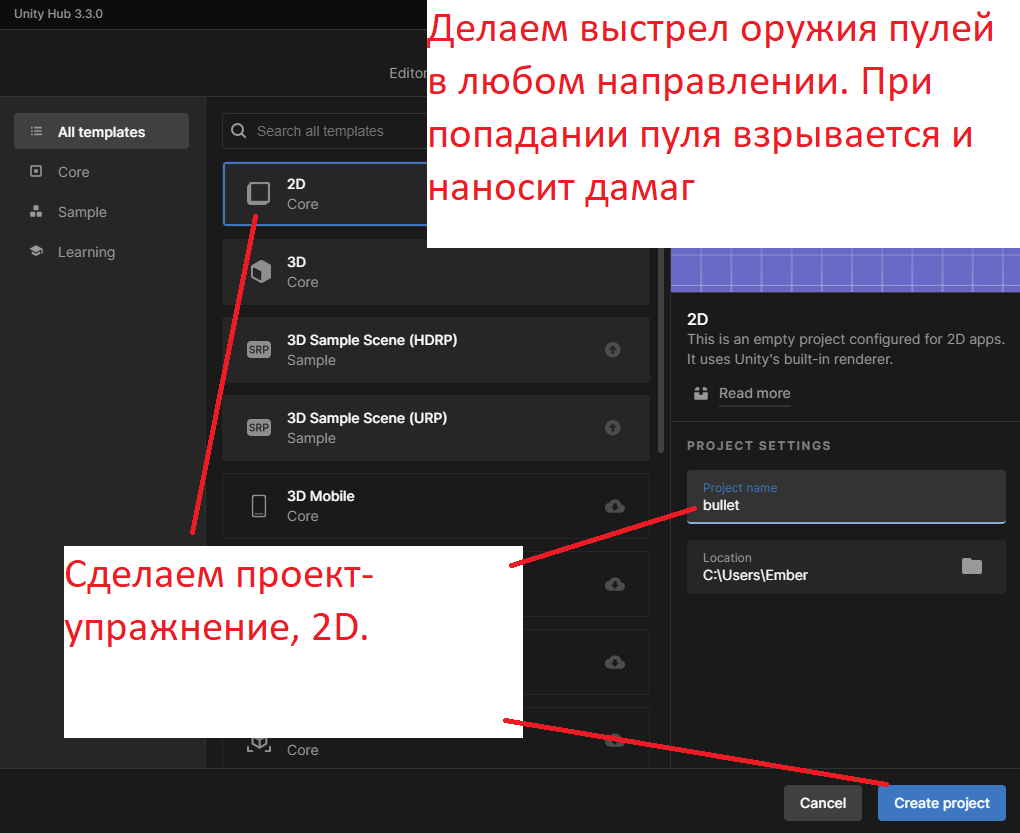 Unity Hub 3.3.0
Делаем выстрел оружия пулей
в любом направлении. При
попадании пуля взрывается и
наносит дамаг
Editor
All templates
Core
Sample
Learning
Search all templates
2D
Core
3D
Core
SRP
3D Sample Scene (HDRP)
Sample
SRP
3D Sample Scene (URP)
Sample
3D Mobile
Core
Core
Сделаем проект-
упражнение, 2D.
2D
This is an empty project configured for 2D apps.
It uses Unity's built-in renderer.
Read more
PROJECT SETTINGS
Project name
bullet
Location
C:\Users\Ember
Cancel
Create project